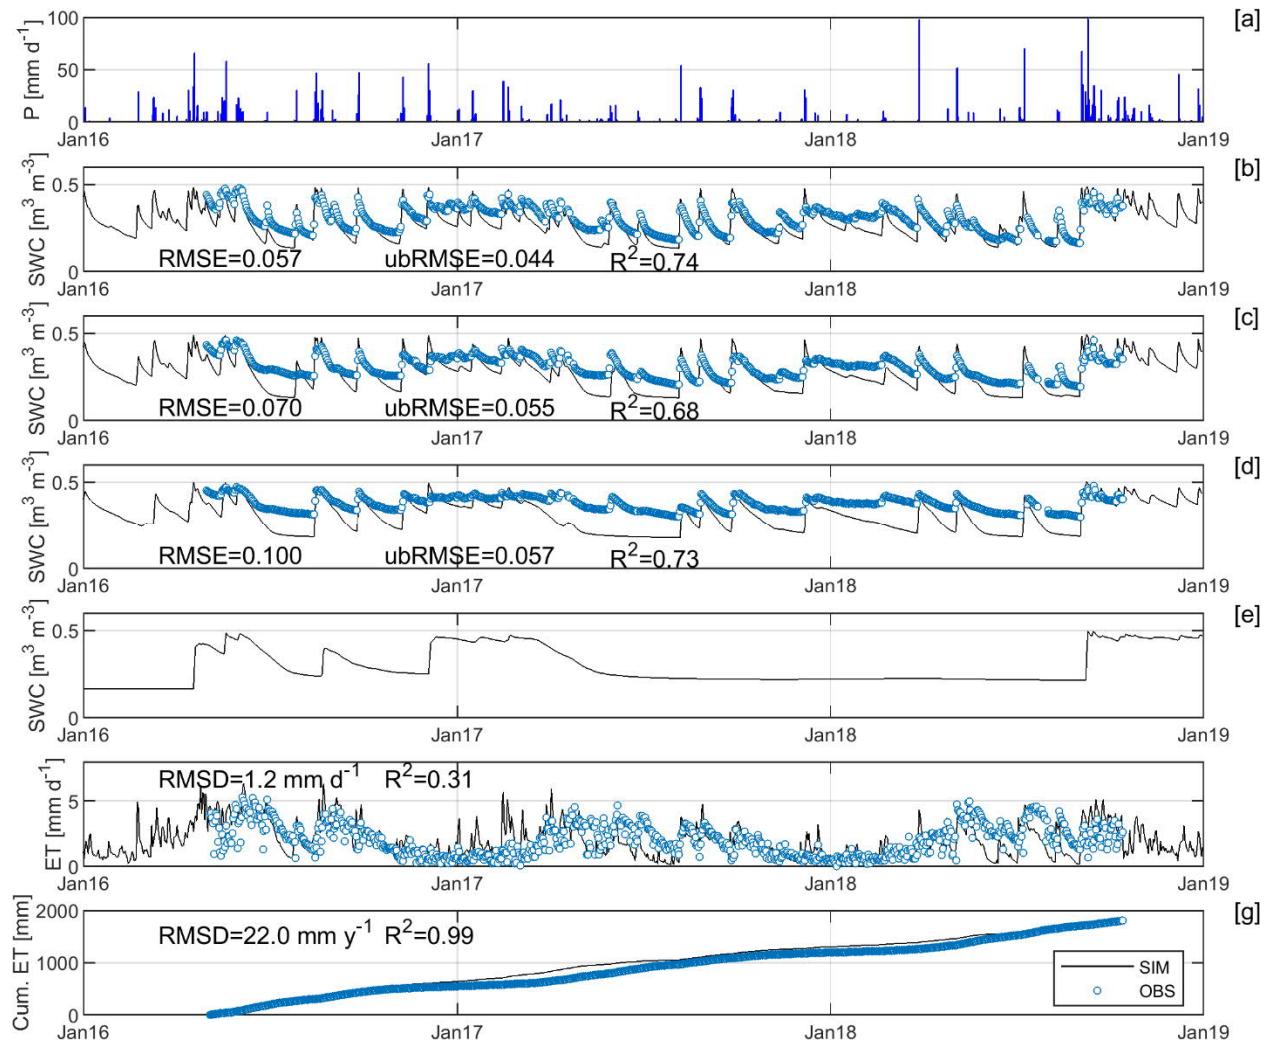 [a]
P [mm d-1]
100
50
0
Jan16 Jan17 Jan18 Jan19
[b]
SWC [m3 m-3]
0.5
0
RMSE=0.057 ubRMSE=0.044 R2=0.74
Jan16 Jan17 Jan18 Jan19
[c]
SWC [m3 m-3]
0.5
0
RMSE=0.070 ubRMSE=0.055 R2=0.68
Jan16 Jan17 Jan18 Jan19
[d]
SWC [m3 m-3]
0.5
0
RMSE=0.100 ubRMSE=0.057 R2=0.73
Jan16 Jan17 Jan18 Jan19
[e]
SWC [m3 m-3]
0.5
0
Jan16 Jan17 Jan18 Jan19
[f]
ET [mm d-1]
5
0
RMSD=1.2 mm d-1 R2=0.31
Jan16 Jan17 Jan18 Jan19
[g]
Cum. ET [mm]
2000
1000
0
RMSD=22.0 mm y-1 R2=0.99
SIM
OBS
Jan16 Jan17 Jan18 Jan19